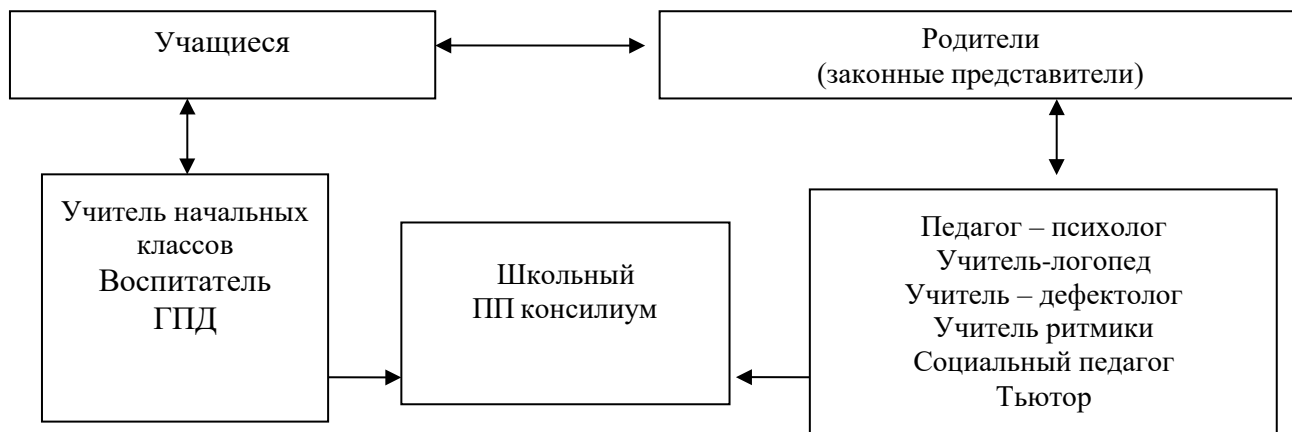 Учащиеся
Родители
(законные представители)
Учитель начальных
классов
Воспитатель
ГПД
Школьный
ПП консилиум
Педагог – психолог
Учитель-логопед
Учитель – дефектолог
Учитель ритмики
Социальный педагог
Тьютор